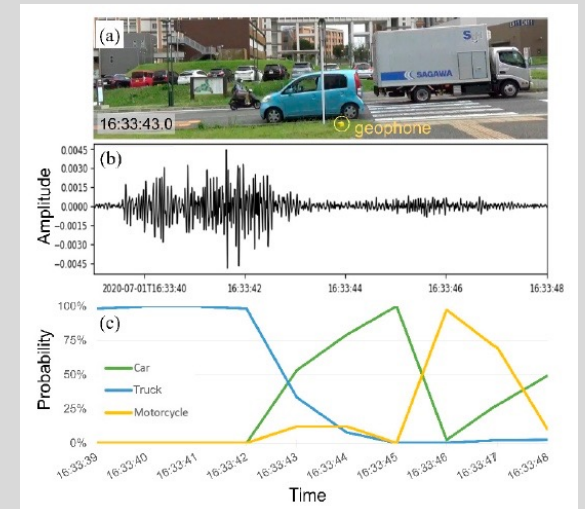 (a)
S
SAGAWA
16:33:43.0
geophone
(b)
Amplitude
0.0045
0.0030
0.0015
0.0000
−0.0015
−0.0030
−0.0045
2020-07-01T16:33:40
16:33:42
16:33:44
16:33:46
16:33:48
(c)
Probability
100%
75%
50%
25%
0%
Car
Truck
Motorcycle
16:33:39
16:33:40
16:33:41
16:33:42
16:33:43
16:33:44
16:33:45
16:33:46
16:33:47
16:33:48
Time